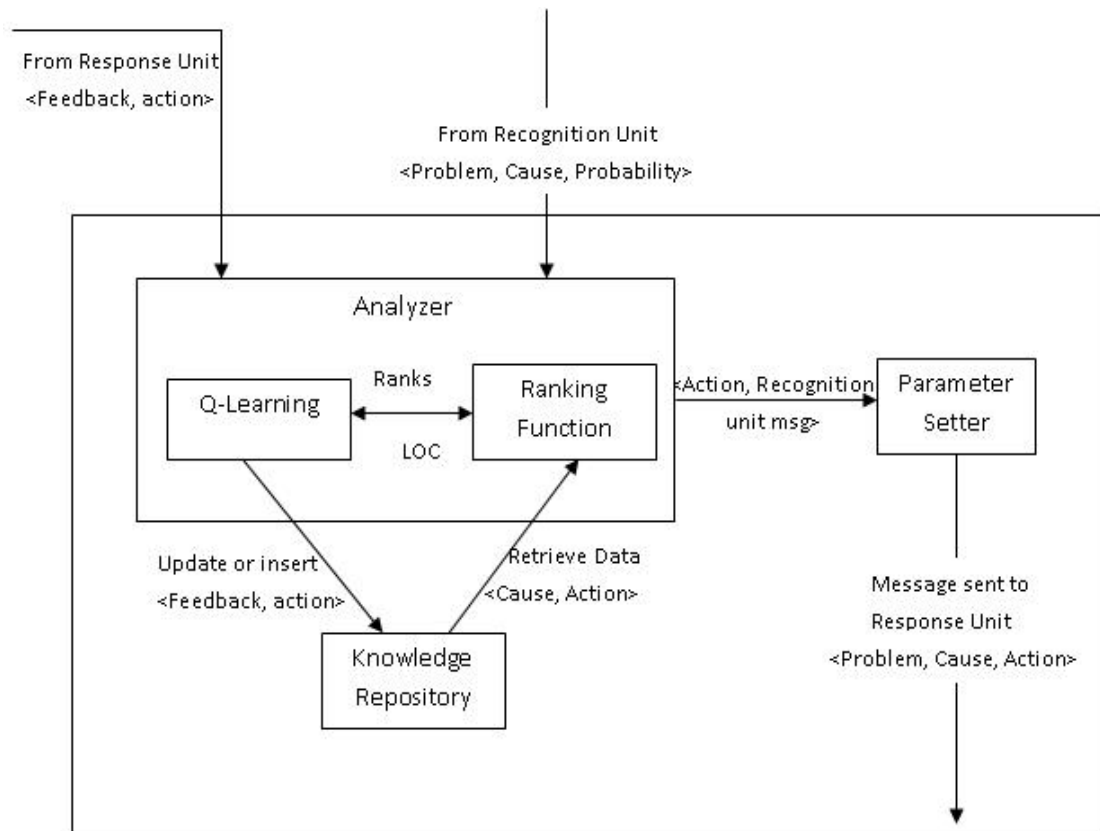 From Response Unit
<Feedback, action>
From Recognition Unit
<Problem, Cause, Probability>
Analyzer
Q-Learning
Ranks
LOC
Ranking
Function
<Action, Recognition
unit msg>
Parameter
Setter
Update or insert
<Feedback, action>
Retrieve Data
<Cause, Action>
Knowledge
Repository
Message sent to
Response Unit
<Problem, Cause, Action>